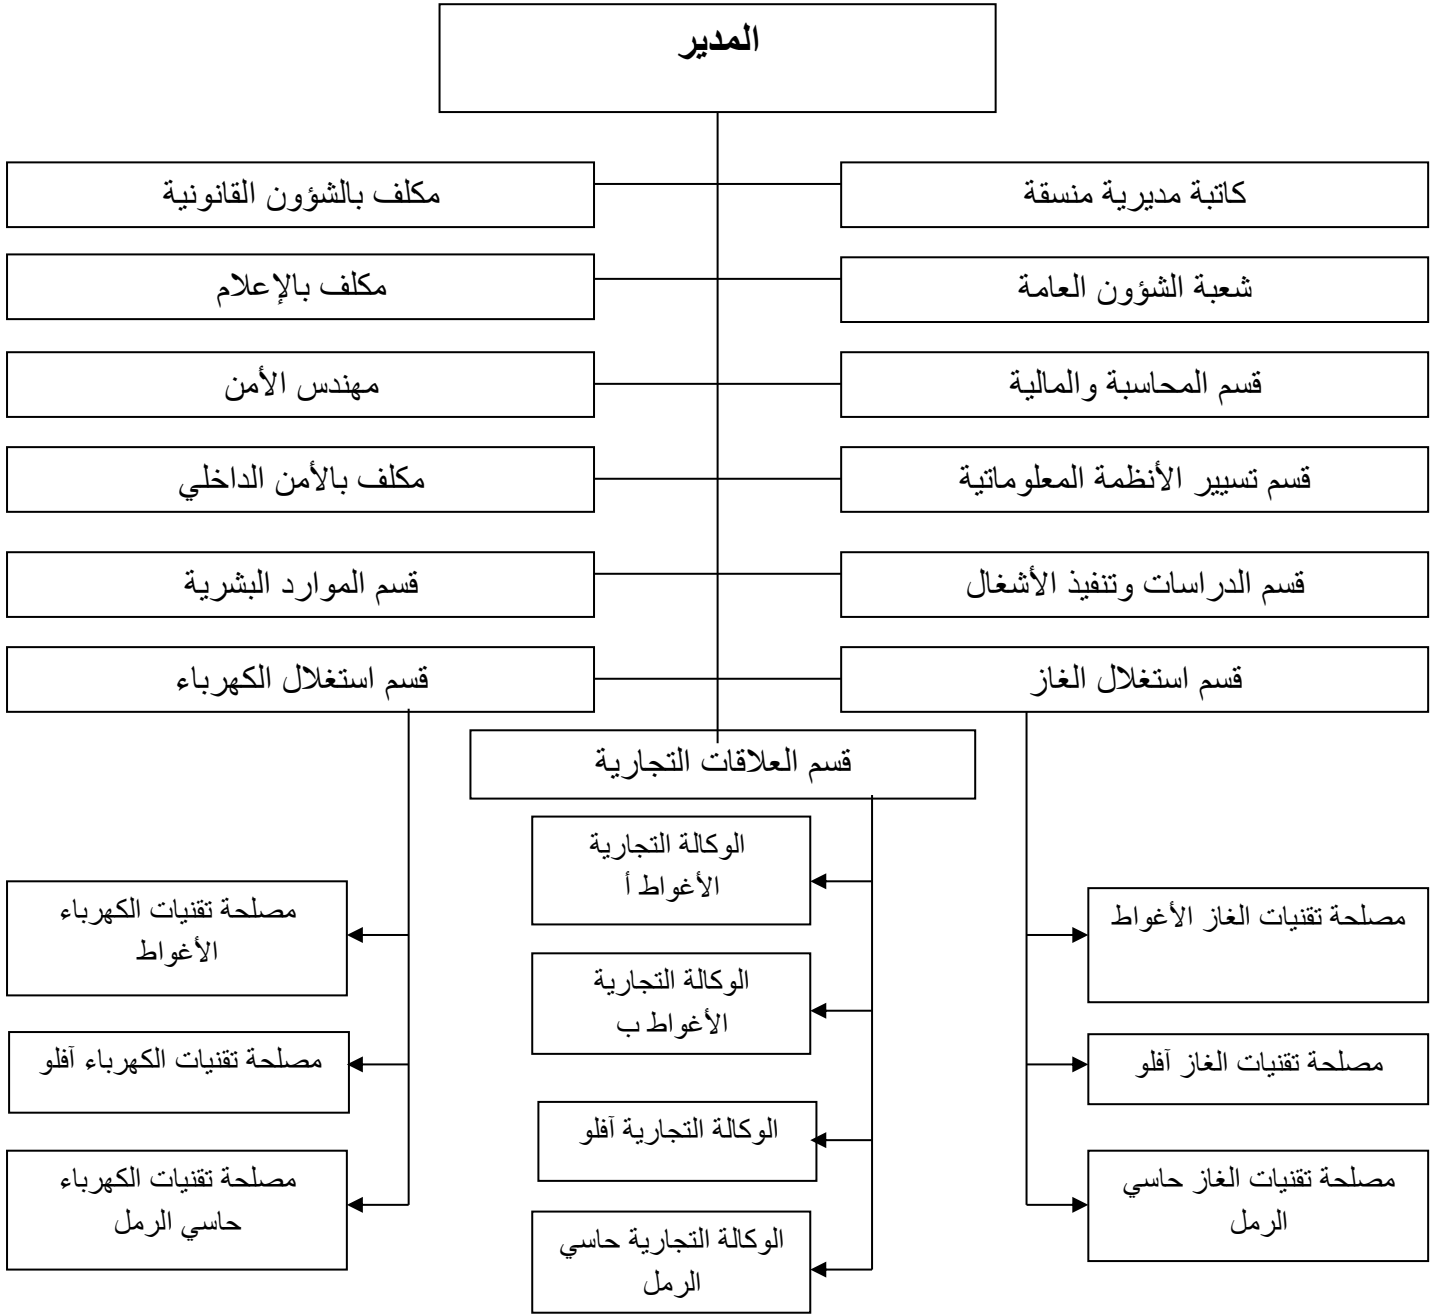 المدير
كاتبة مديرية منسقة
مكلف بالشؤون القانونية
شعبة الشؤون العامة
مكلف بالإعلام
قسم المحاسبة والمالية
مهندس الأمن
قسم تسيير الأنظمة المعلوماتية
مكلف بالأمن الداخلي
قسم الدراسات وتنفيذ الأشغال
قسم الموارد البشرية
قسم استغلال الغاز
قسم استغلال الكهرباء
قسم العلاقات التجارية
مصلحة تقنيات الغاز الأغواط
مصلحة تقنيات الغاز آفلو
مصلحة تقنيات الغاز حاسي
الرمل
الوكالة التجارية
الأغواط أ
الوكالة التجارية
الأغواط ب
الوكالة التجارية آفلو
الوكالة التجارية حاسي
الرمل
مصلحة تقنيات الكهرباء
الأغواط
مصلحة تقنيات الكهرباء آفلو
مصلحة تقنيات الكهرباء
حاسي الرمل